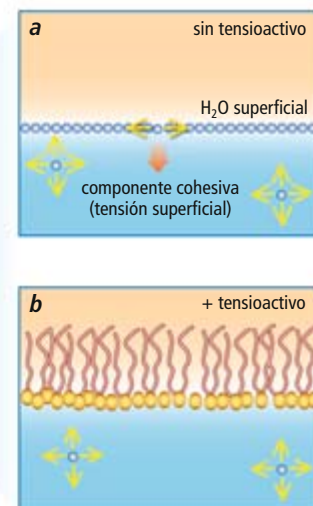 a
sin tensioactivo
H₂O superficial
componente cohesiva
(tensión superficial)
b
+ tensioactivo